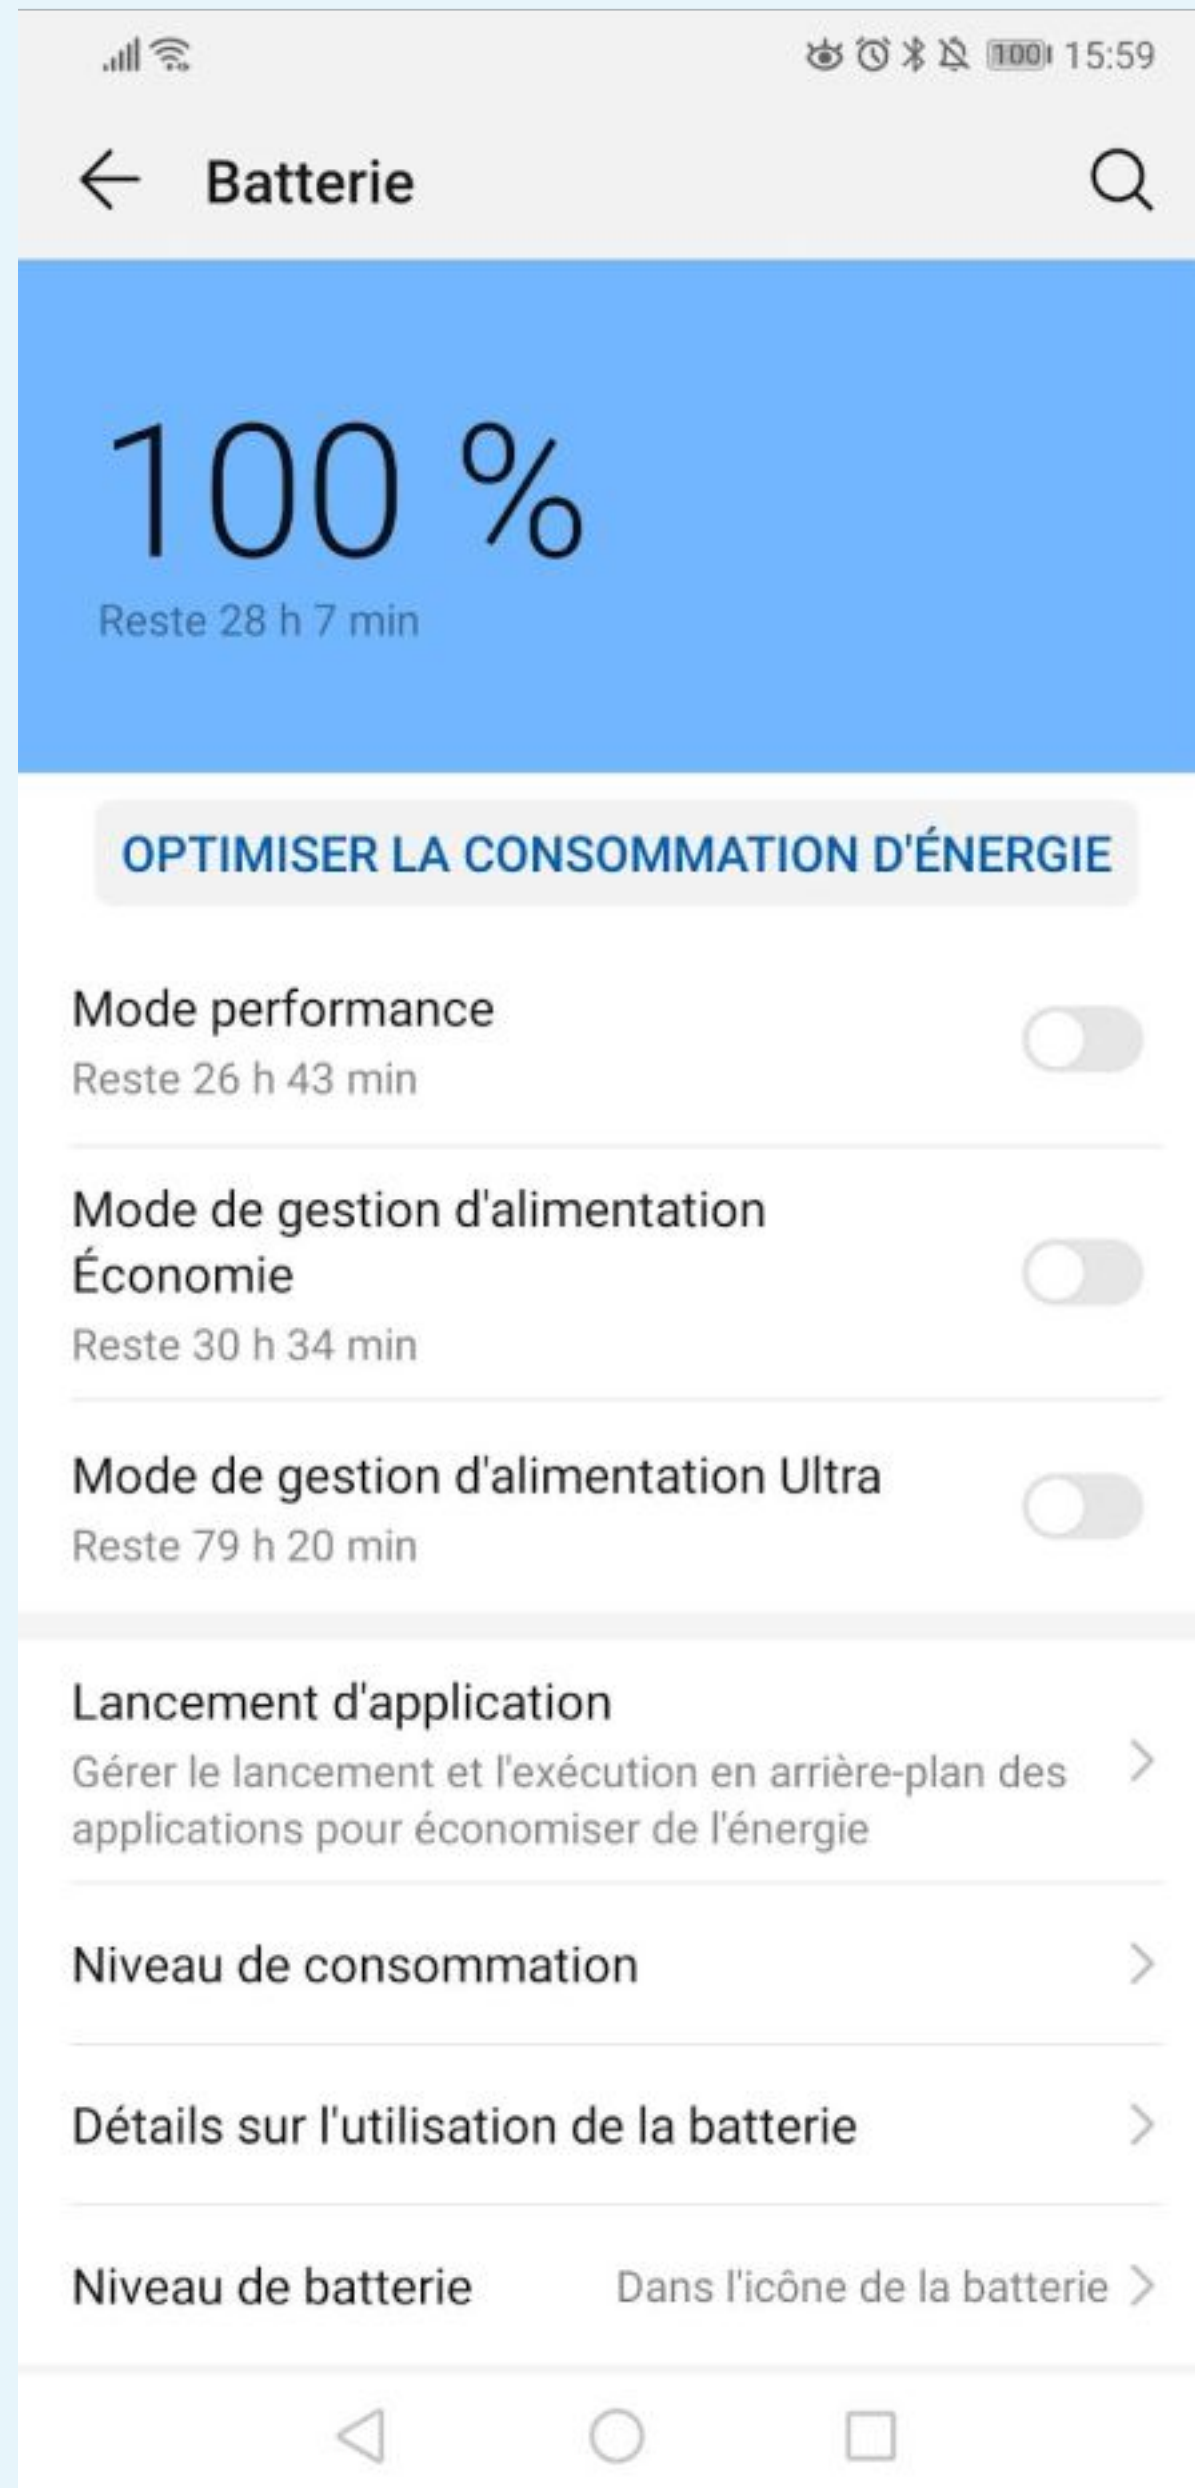 100 15:59
Batterie
100 %
Reste 28 h 7 min
OPTIMISER LA CONSOMMATION D'ÉNERGIE
Mode performance
Reste 26 h 43 min
Mode de gestion d'alimentation
Économie
Reste 30 h 34 min
Mode de gestion d'alimentation Ultra
Reste 79 h 20 min
Lancement d'application
Gérer le lancement et l'exécution en arrière-plan des
applications pour économiser de l'énergie
Niveau de consommation
Détails sur l'utilisation de la batterie
Niveau de batterie Dans l'icône de la batterie